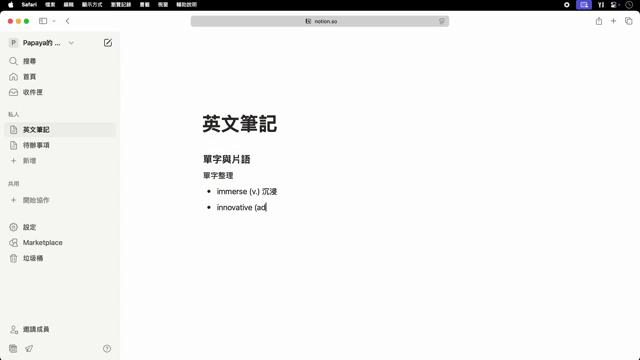 Safari 檔案 編輯 顯示方式 瀏覽記錄 書籤 視窗 輔助說明
notion.so
P Papaya的 ...
搜尋
首頁
收件匣
私人
英文筆記
待辦事項
新增
共用
開始協作
設定
Marketplace
垃圾桶
邀請成員
英文筆記
單字與片語
單字整理
• immerse (v.) 沉浸
• innovative (ad